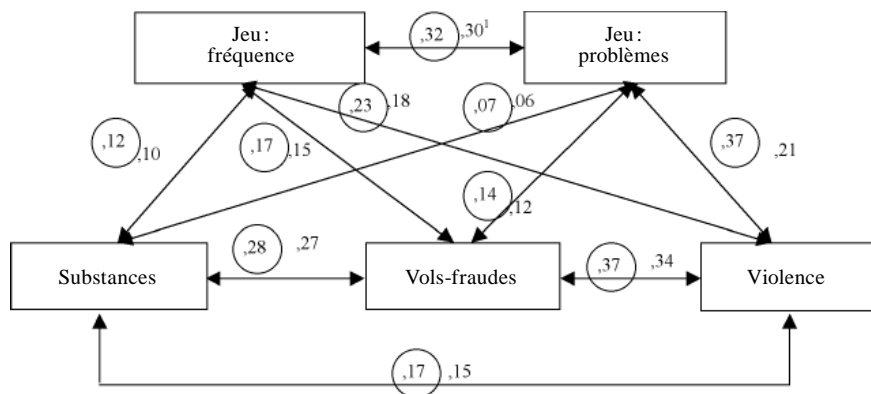 Jeu :
fréquence
,32 ,30¹
Jeu :
problèmes
,23 ,18
,07 ,06
,12 ,10
,17 ,15
,37 ,21
,14 ,12
,28 ,27
,37 ,34
Substances
Vols-fraudes
Violence
,17 ,15